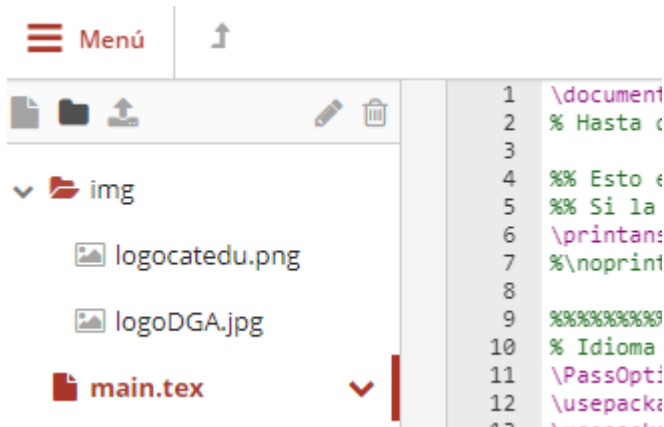 Menú
img
logocatedu.png
logoDGA.jpg
main.tex
1 \document
2 % Hasta
3
4 %% Esto e
5 %% Si la
6 \printans
7 %\noprint
8
9 %%%%%%%%%
10 % Idioma
11 \PassOpti
12 \usepacka